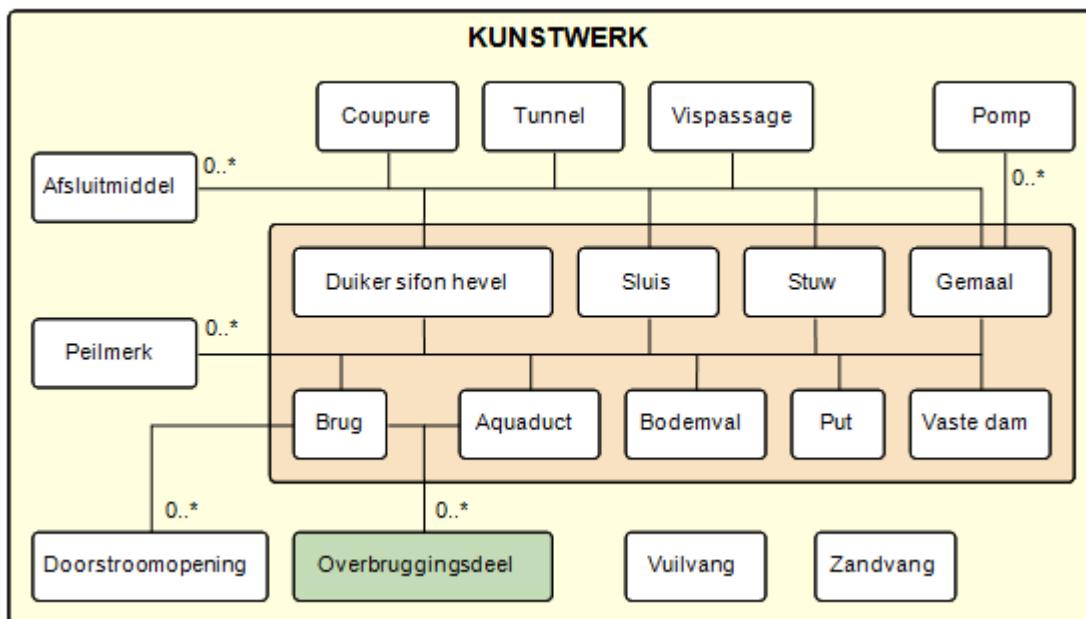 KUNSTWERK
Coupure
Tunnel
Vispassage
Pomp
Afsluitmiddel
0..*
0..*
Duiker sifon hevel
Sluis
Stuw
Gemaal
Peilmerk
0..*
Brug
Aquaduct
Bodemval
Put
Vaste dam
0..*
0..*
Doorstroomopening
Overbruggingsdeel
Vuilvang
Zandvang